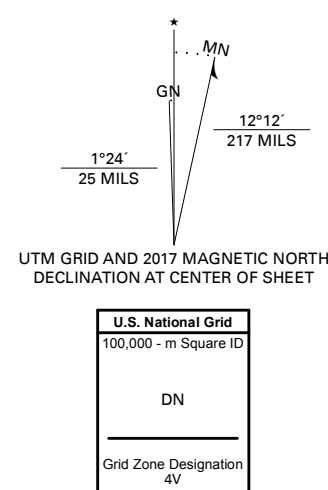 ★
MN
GN
12°12´
217 MILS
1°24´
25 MILS
UTM GRID AND 2017 MAGNETIC NORTH
DECLINATION AT CENTER OF SHEET
U.S. National Grid
100,000 - m Square ID
DN
Grid Zone Designation
4V